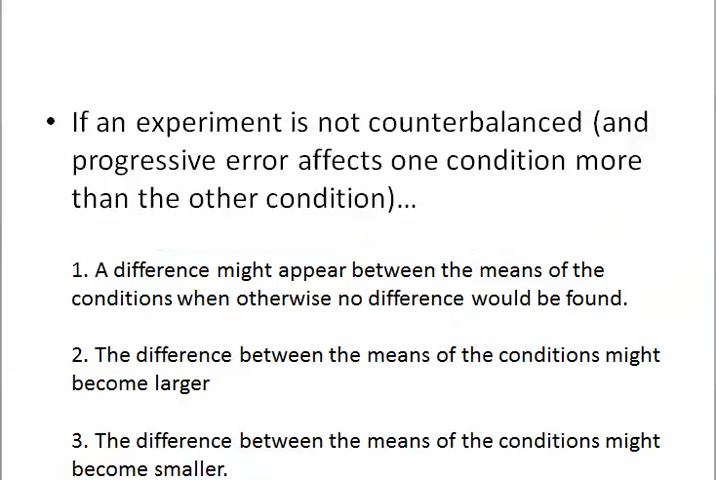 • If an experiment is not counterbalanced (and
progressive error affects one condition more
than the other condition)...
1. A difference might appear between the means of the
conditions when otherwise no difference would be found.
2. The difference between the means of the conditions might
become larger
3. The difference between the means of the conditions might
become smaller.